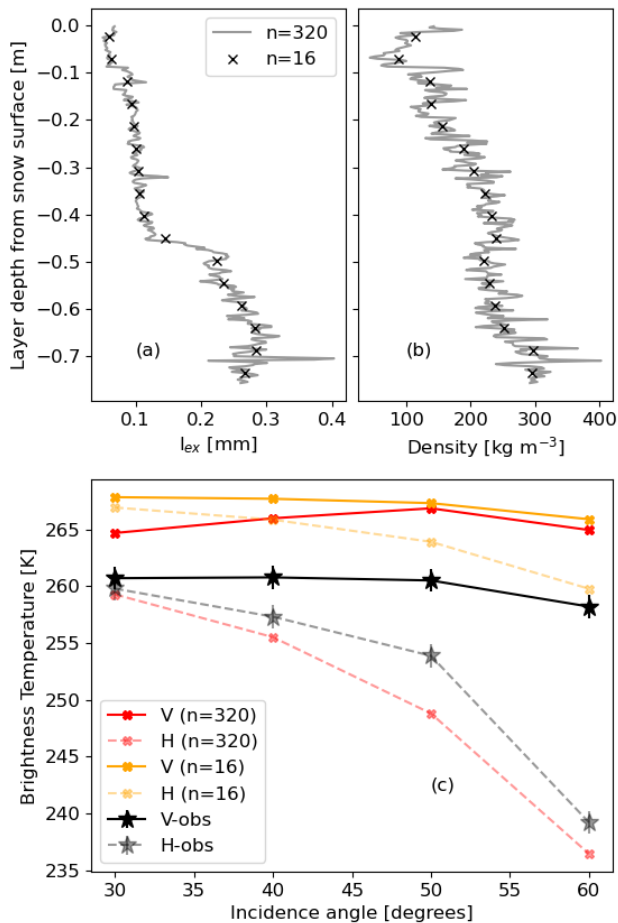 0.0
−0.1
−0.2
−0.3
−0.4
−0.5
−0.6
−0.7
Layer depth from snow surface [m]
n=320
n=16
(a)
0.1 0.2 0.3 0.4
l_ex [mm]
(b)
100 200 300 400
Density [kg m⁻³]
265
260
255
250
245
240
235
Brightness Temperature [K]
V (n=320)
H (n=320)
V (n=16)
H (n=16)
V-obs
H-obs
(c)
30 35 40 45 50 55 60
Incidence angle [degrees]